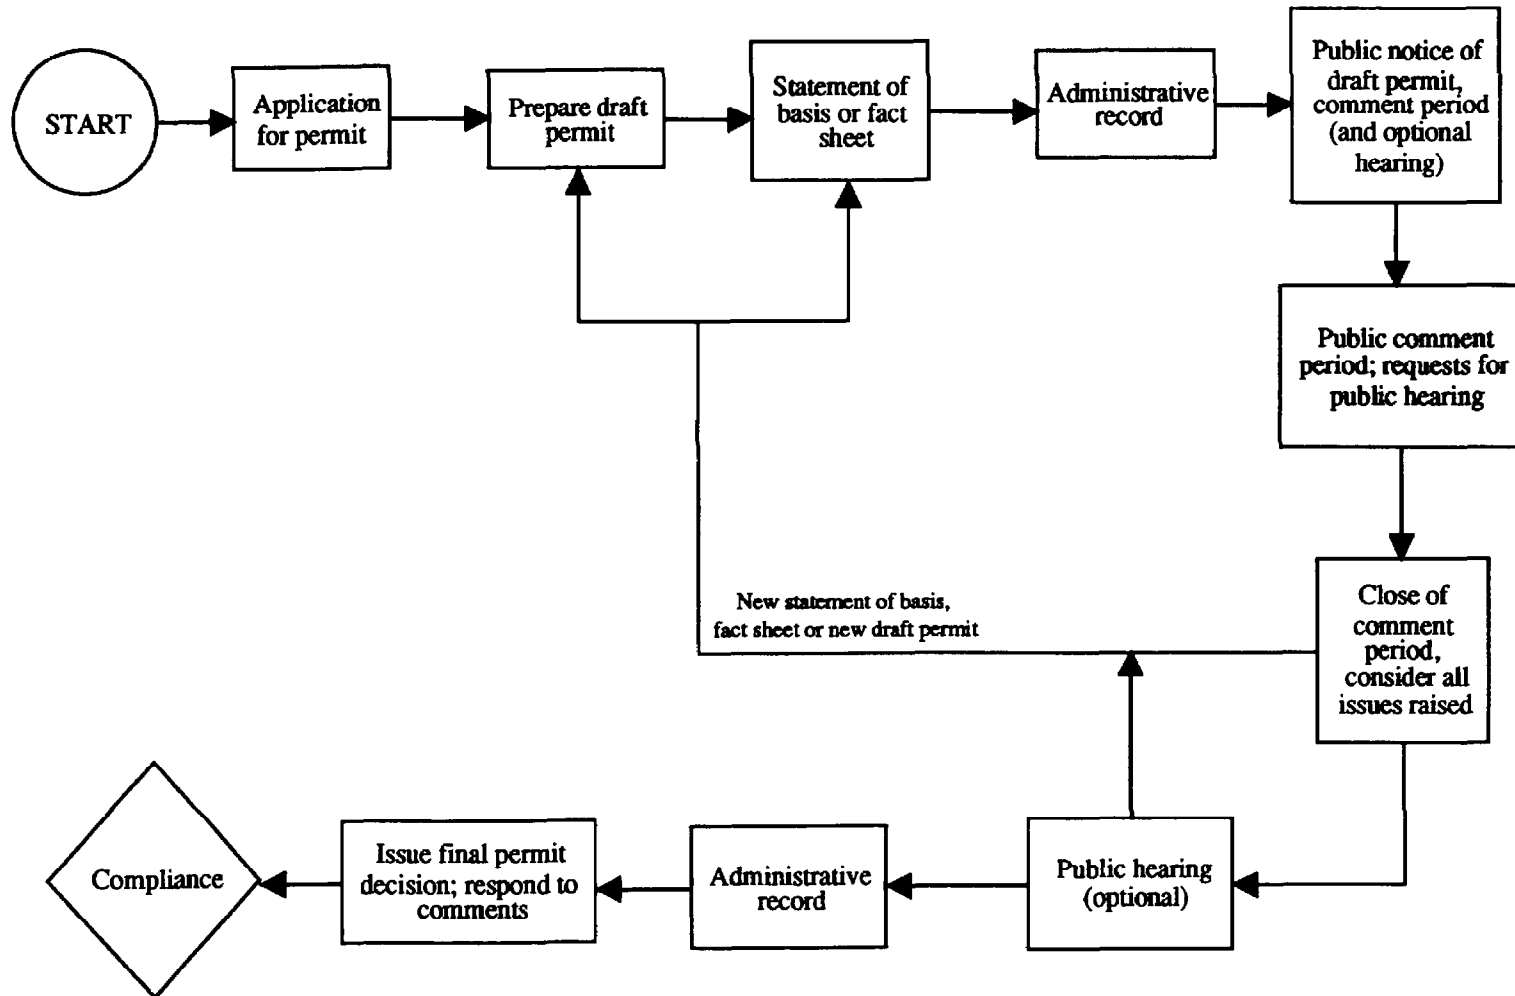 START
Application
for permit
Prepare draft
permit
Statement of
basis or fact
sheet
Administrative
record
Public notice of
draft permit,
comment period
(and optional
hearing)
Public comment
period; requests for
public hearing
New statement of basis,
fact sheet or new draft permit
Close of
comment
period,
consider all
issues raised
Compliance
Issue final permit
decision; respond to
comments
Administrative
record
Public hearing
(optional)